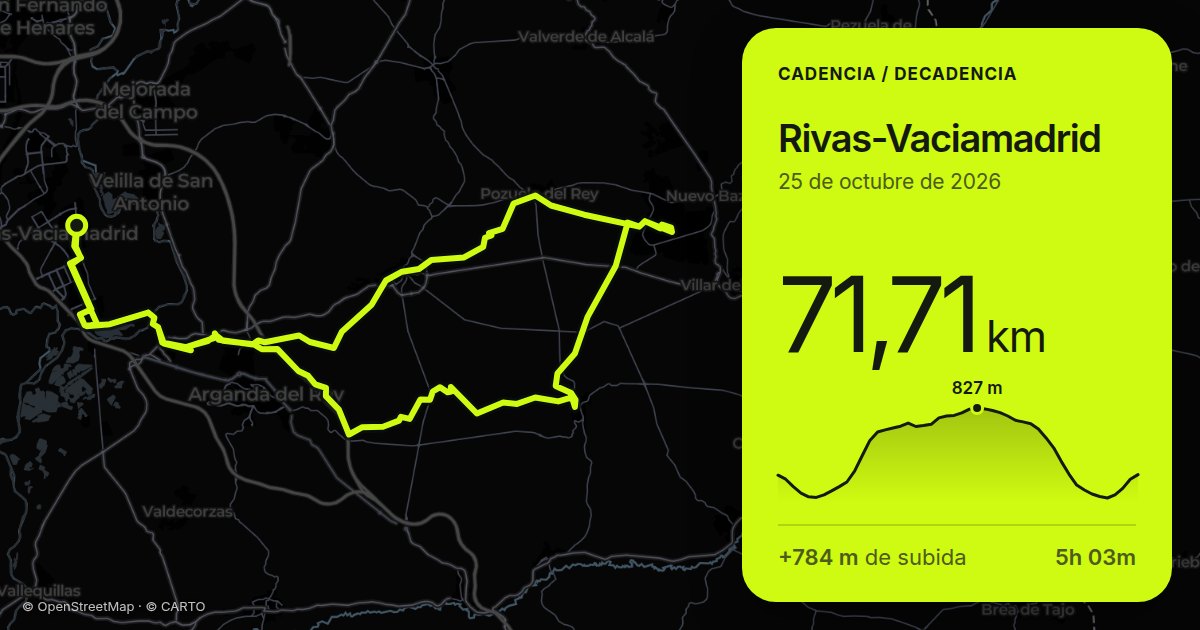 n Fernando
e Henares
Valverde de Alcalá
Mejorada
del Campo
Velilla de San
Antonio
Pozuelo del Rey
Nuevo Baz
Villar de
Arganda del Rey
Valdecorzas
Vallequillas
© OpenStreetMap · © CARTO
Pezuela de
CADENCIA / DECADENCIA
Rivas-Vaciamadrid
25 de octubre de 2026
71,71 km
827 m
+784 m de subida
5h 03m
Brea de Tajo